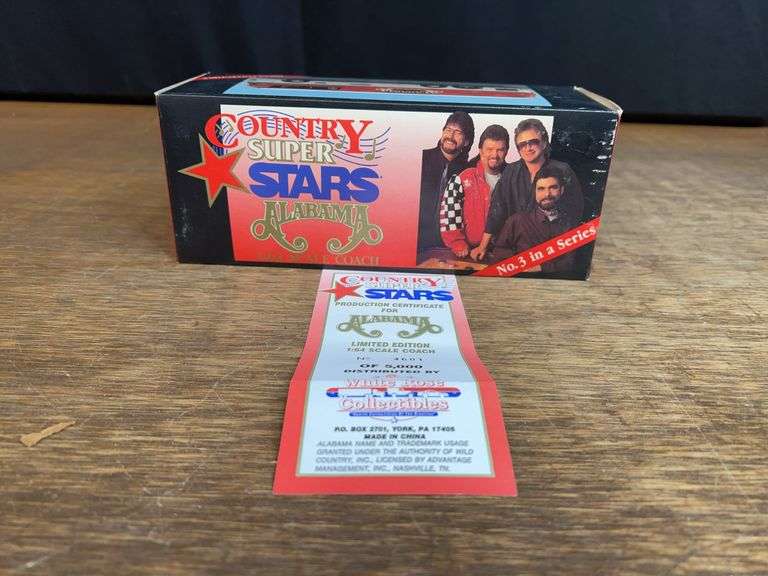 COUNTRY
SUPER
STARS
ALABAMA
SCALE COACH
No. 3 in a Series
COUNTRY
SUPER
STARS
PRODUCTION CERTIFICATE
FOR
ALABAMA
LIMITED EDITION
1:64 SCALE COACH
OF 5,000
DISTRIBUTED BY
White Rose
Collectibles
P.O. BOX 2701, YORK, PA 17405
MADE IN CHINA
ALABAMA NAME AND TRADEMARK USAGE
GRANTED UNDER THE AUTHORITY OF WILD
COUNTRY, INC., LICENSED BY ADVANTAGE
MANAGEMENT, INC., NASHVILLE, TN.